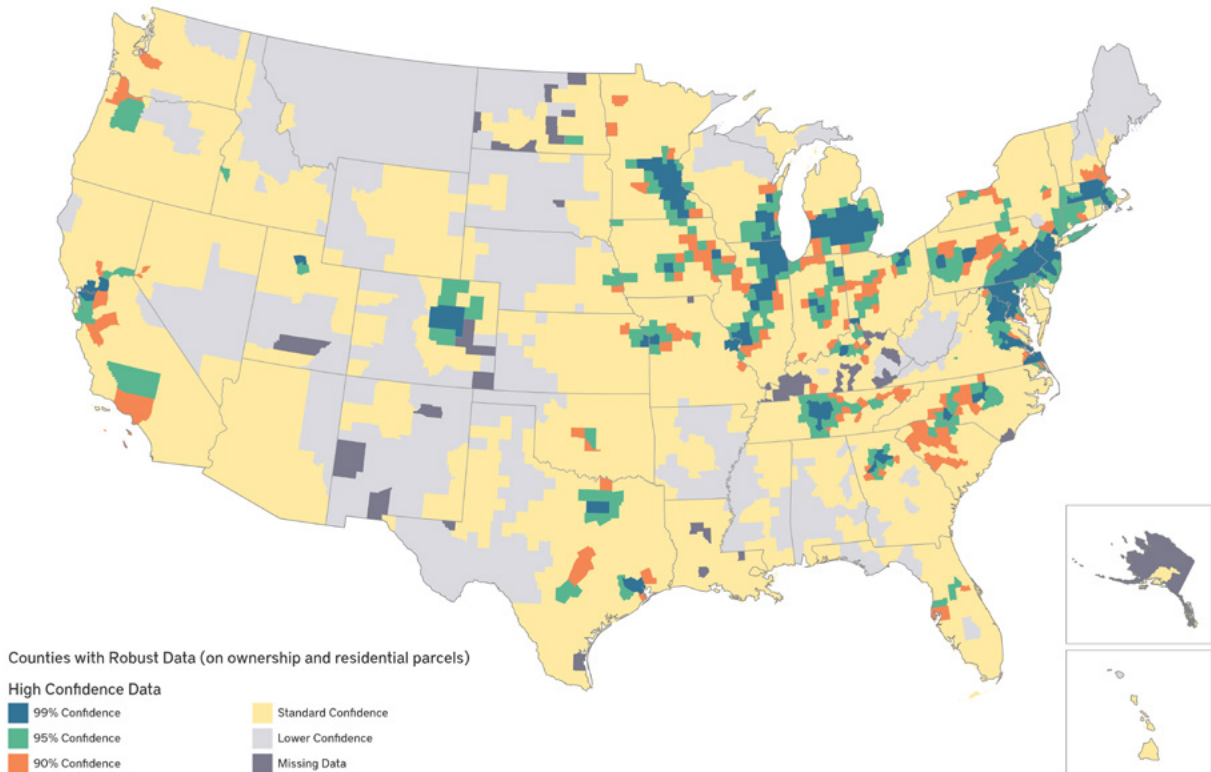 Counties with Robust Data (on ownership and residential parcels)
High Confidence Data
99% Confidence
95% Confidence
90% Confidence
Standard Confidence
Lower Confidence
Missing Data